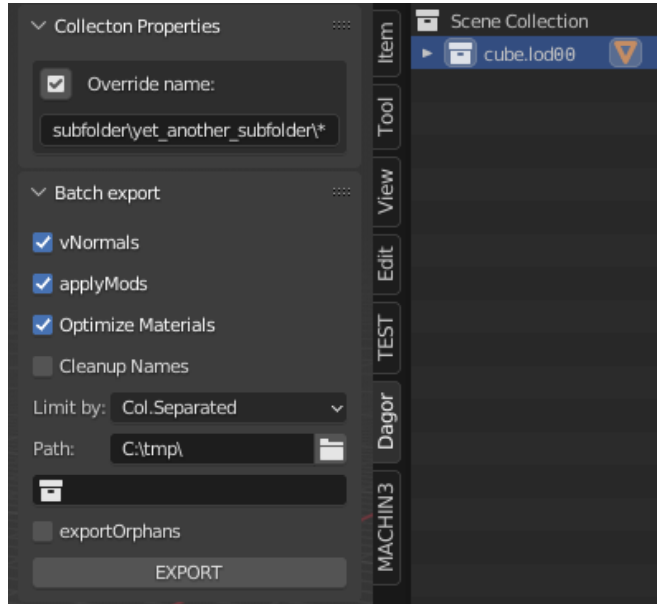 Collecton Properties
Override name:
subfolder\yet_another_subfolder\*
Batch export
vNormals
applyMods
Optimize Materials
Cleanup Names
Limit by: Col.Separated
Path: C:\tmp\
exportOrphans
EXPORT
Item
Tool
View
Edit
TEST
Dagor
MACHIN3
Scene Collection
cube.lod00